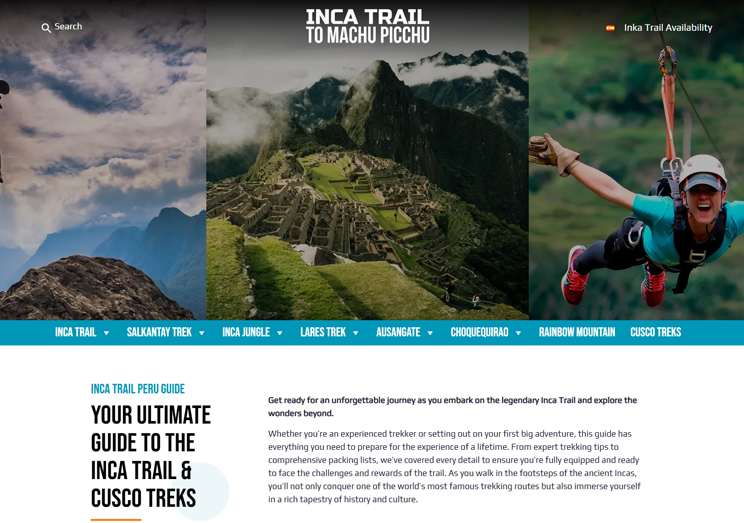 Search
INCA TRAIL
TO MACHU PICCHU
Inka Trail Availability
INCA TRAIL
SALKANTAY TREK
INCA JUNGLE
LARES TREK
AUSANGATE
CHOQUEQUIRAO
RAINBOW MOUNTAIN
CUSCO TREKS
INCA TRAIL PERU GUIDE
YOUR ULTIMATE
GUIDE TO THE
INCA TRAIL &
CUSCO TREKS
Get ready for an unforgettable journey as you embark on the legendary Inca Trail and explore the
wonders beyond.
Whether you're an experienced trekker or setting out on your first big adventure, this guide has
everything you need to prepare for the experience of a lifetime. From expert trekking tips to
comprehensive packing lists, we've covered every detail to ensure you're fully equipped and ready
to face the challenges and rewards of the trail. As you walk in the footsteps of the ancient Incas,
you'll not only conquer one of the world's most famous trekking routes but also immerse yourself
in a rich tapestry of history and culture.